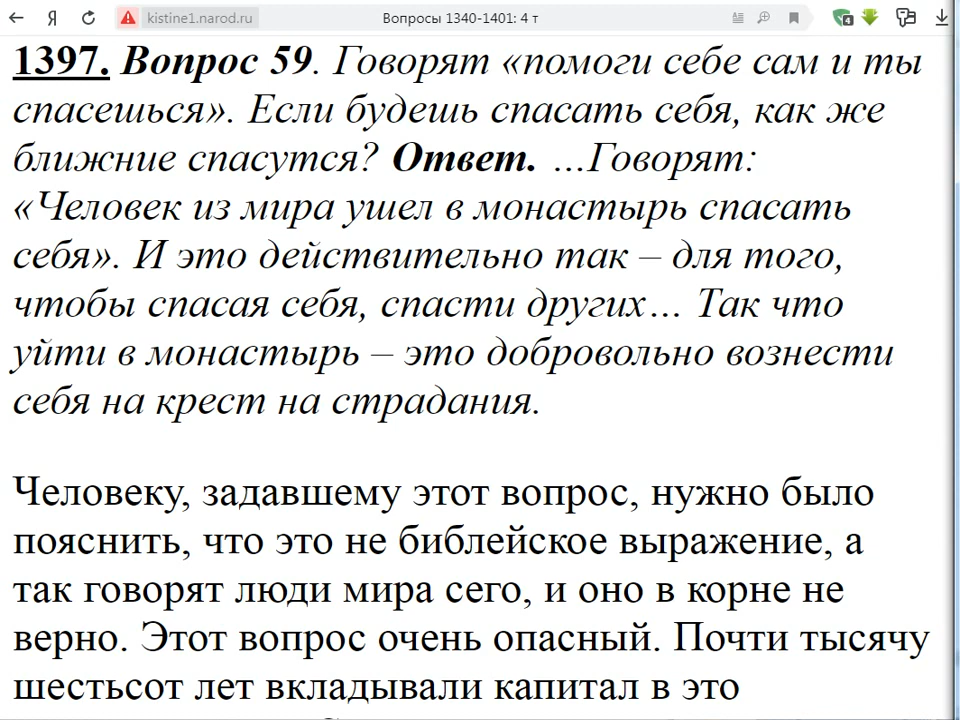 Я
kistine1.narod.ru
Вопросы 1340-1401: 4 т
4
1397. Вопрос 59. Говорят «помоги себе сам и ты
спасешься». Если будешь спасать себя, как же
ближние спасутся? Ответ. …Говорят:
«Человек из мира ушел в монастырь спасать
себя». И это действительно так – для того,
чтобы спасая себя, спасти других… Так что
уйти в монастырь – это добровольно вознести
себя на крест на страдания.
Человеку, задавшему этот вопрос, нужно было
пояснить, что это не библейское выражение, а
так говорят люди мира сего, и оно в корне не
верно. Этот вопрос очень опасный. Почти тысячу
шестьсот лет вкладывали капитал в это